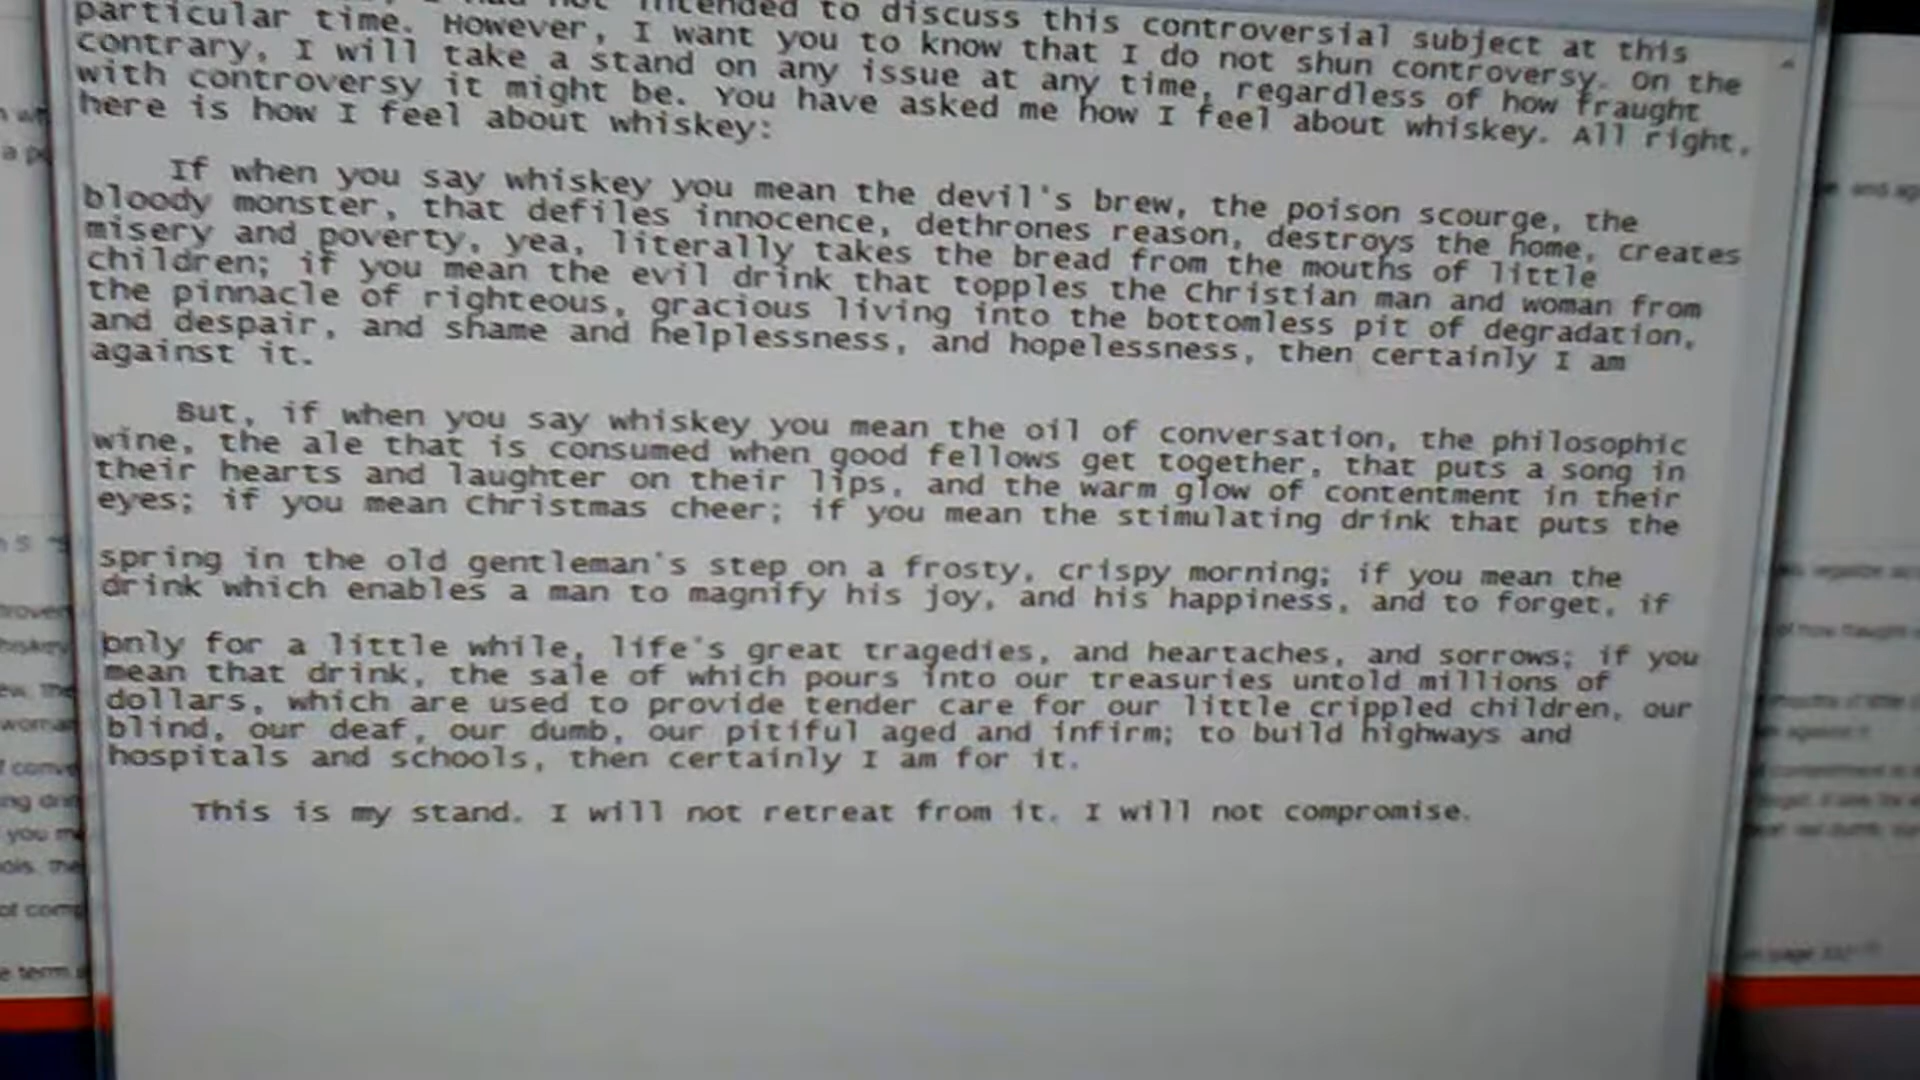 intended to discuss this controversial subject at this
particular time. However, I want you to know that I do not shun controversy. On the
contrary, I will take a stand on any issue at any time, regardless of how fraught
with controversy it might be. You have asked me how I feel about whiskey. All right,
here is how I feel about whiskey:
If when you say whiskey you mean the devil's brew, the poison scourge, the
bloody monster, that defiles innocence, dethrones reason, destroys the home, creates
misery and poverty, yea, literally takes the bread from the mouths of little
children; if you mean the evil drink that topples the Christian man and woman from
the pinnacle of righteous, gracious living into the bottomless pit of degradation,
and despair, and shame and helplessness, and hopelessness, then certainly I am
against it.
But, if when you say whiskey you mean the oil of conversation, the philosophic
wine, the ale that is consumed when good fellows get together, that puts a song in
their hearts and laughter on their lips, and the warm glow of contentment in their
eyes; if you mean Christmas cheer; if you mean the stimulating drink that puts the
spring in the old gentleman's step on a frosty, crispy morning; if you mean the
drink which enables a man to magnify his joy, and his happiness, and to forget, if
only for a little while, life's great tragedies, and heartaches, and sorrows; if you
mean that drink, the sale of which pours into our treasuries untold millions of
dollars, which are used to provide tender care for our little crippled children, our
blind, our deaf, our dumb, our pitiful aged and infirm; to build highways and
hospitals and schools, then certainly I am for it.
This is my stand. I will not retreat from it. I will not compromise.